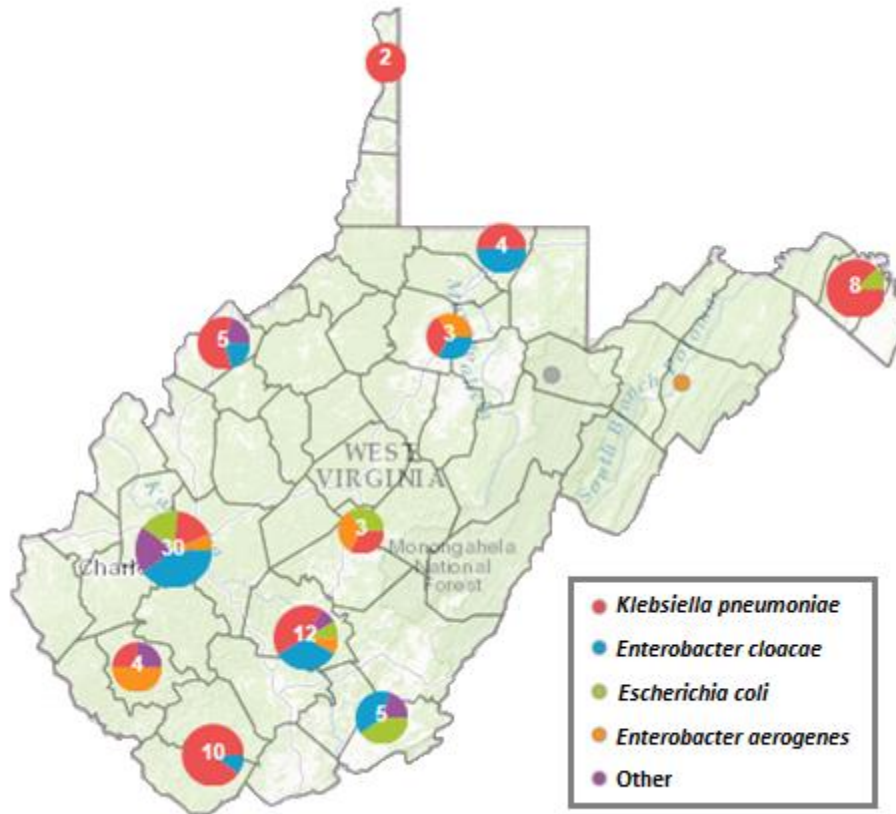 2
4
8
5
3
WEST
VIRGINIA
South Branch Potomac
3
30
Monongahela
National
Forest
Charle
12
4
5
10
Klebsiella pneumoniae
Enterobacter cloacae
Escherichia coli
Enterobacter aerogenes
Other